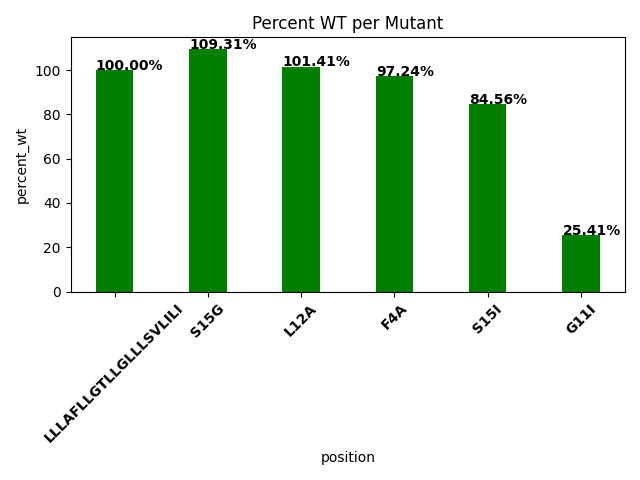 Percent WT per Mutant
percent_wt
100
80
60
40
20
0
100.00%
109.31%
101.41%
97.24%
84.56%
25.41%
LLLAFLLGTLLGLLLSVLILI
S15G
L12A
F4A
S15I
G11I
position